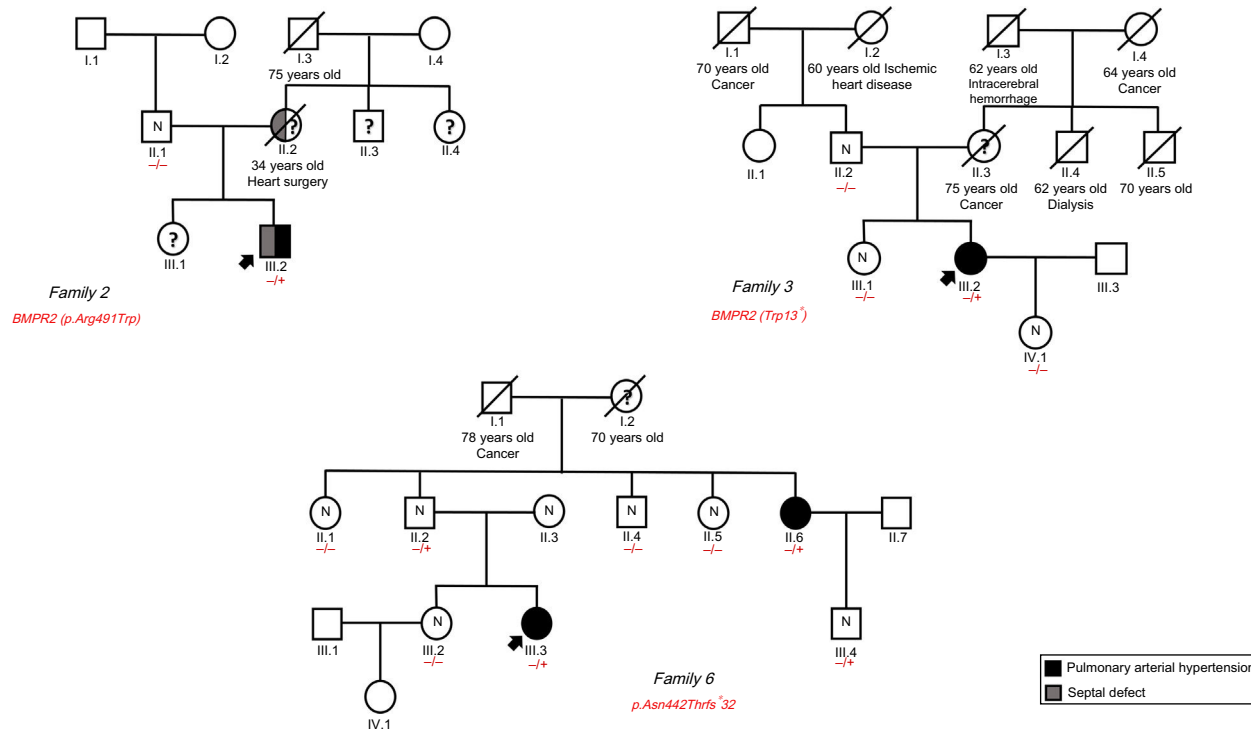 I.1
I.2
I.3
75 years old
I.4
N
II.1
–/–
?
II.2
34 years old
Heart surgery
?
II.3
?
II.4
?
III.1
III.2
–/+
Family 2
BMPR2 (p.Arg491Trp)
I.1
70 years old
Cancer
I.2
60 years old Ischemic
heart disease
I.3
62 years old
Intracerebral
hemorrhage
I.4
64 years old
Cancer
II.1
N
II.2
–/–
?
II.3
75 years old
Cancer
II.4
62 years old
Dialysis
II.5
70 years old
N
III.1
–/–
III.2
–/+
III.3
N
IV.1
–/–
Family 3
BMPR2 (Trp13*)
I.1
78 years old
Cancer
?
I.2
70 years old
N
II.1
–/–
N
II.2
–/+
N
II.3
N
II.4
–/–
N
II.5
–/–
II.6
–/+
II.7
III.1
N
III.2
–/–
III.3
–/+
N
III.4
–/+
IV.1
Family 6
p.Asn442Thrfs*32
Pulmonary arterial hypertension
Septal defect